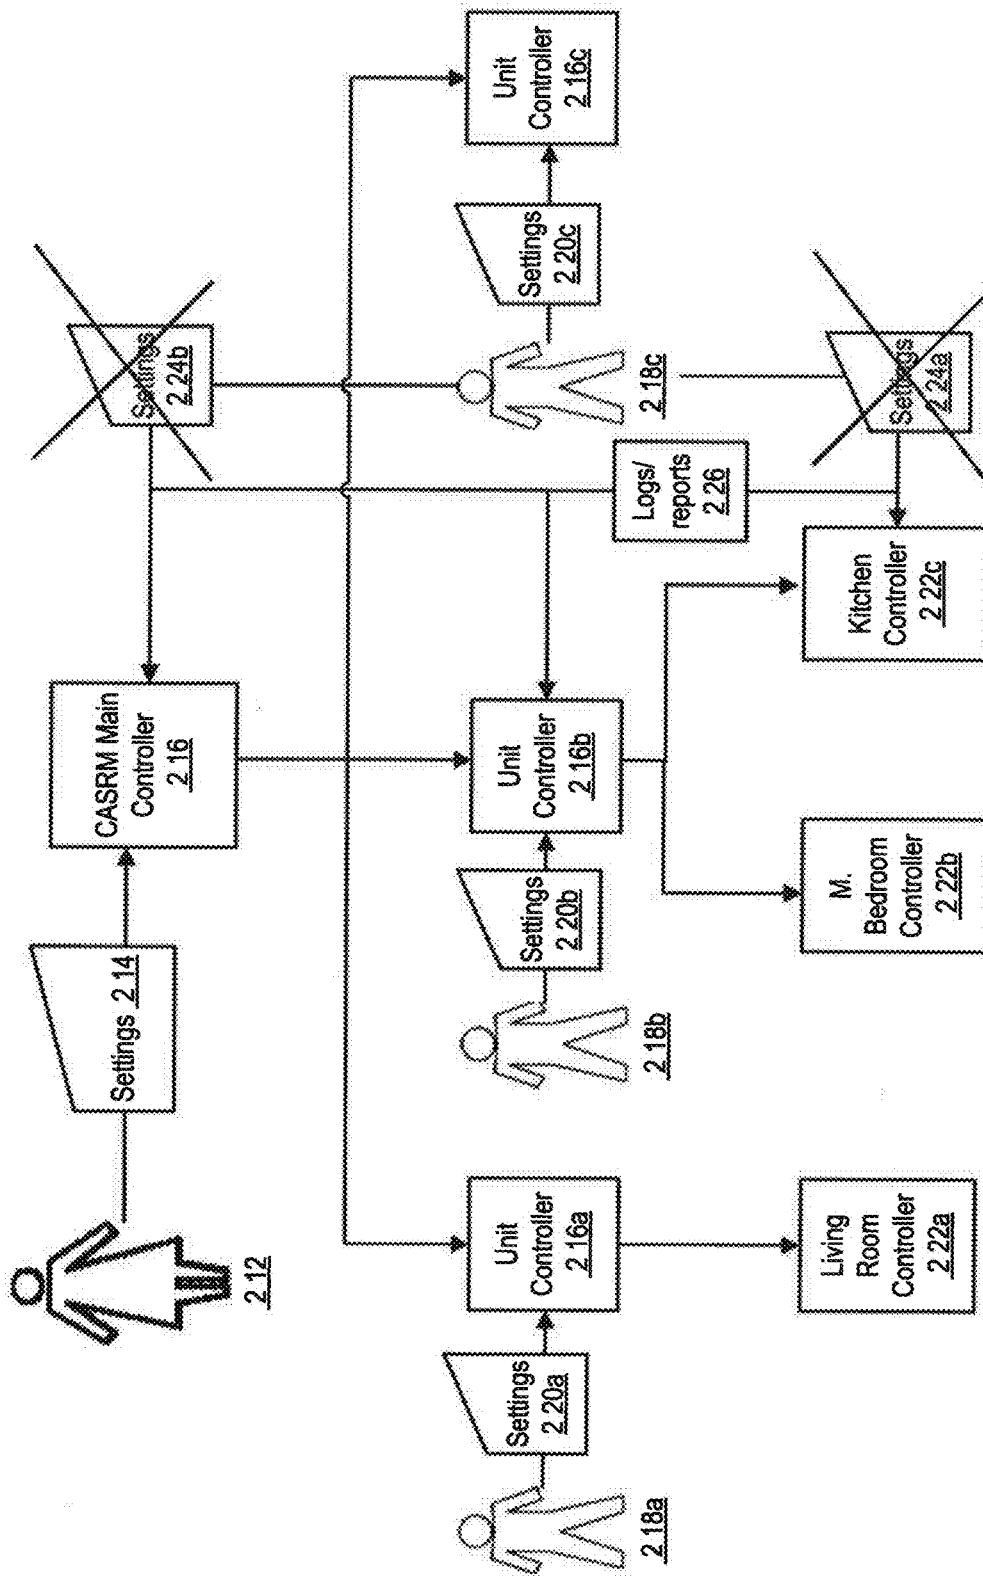 2.12
Settings 2.14
CASRM Main
Controller
2.16
Settings
2.24b
2.18a
Settings
2.20a
Unit
Controller
2.16a
2.18b
Settings
2.20b
Unit
Controller
2.16b
2.18c
Settings
2.20c
Unit
Controller
2.16c
Logs/
reports
2.26
Living
Room
Controller
2.22a
M.
Bedroom
Controller
2.22b
Kitchen
Controller
2.22c
Settings
2.24a